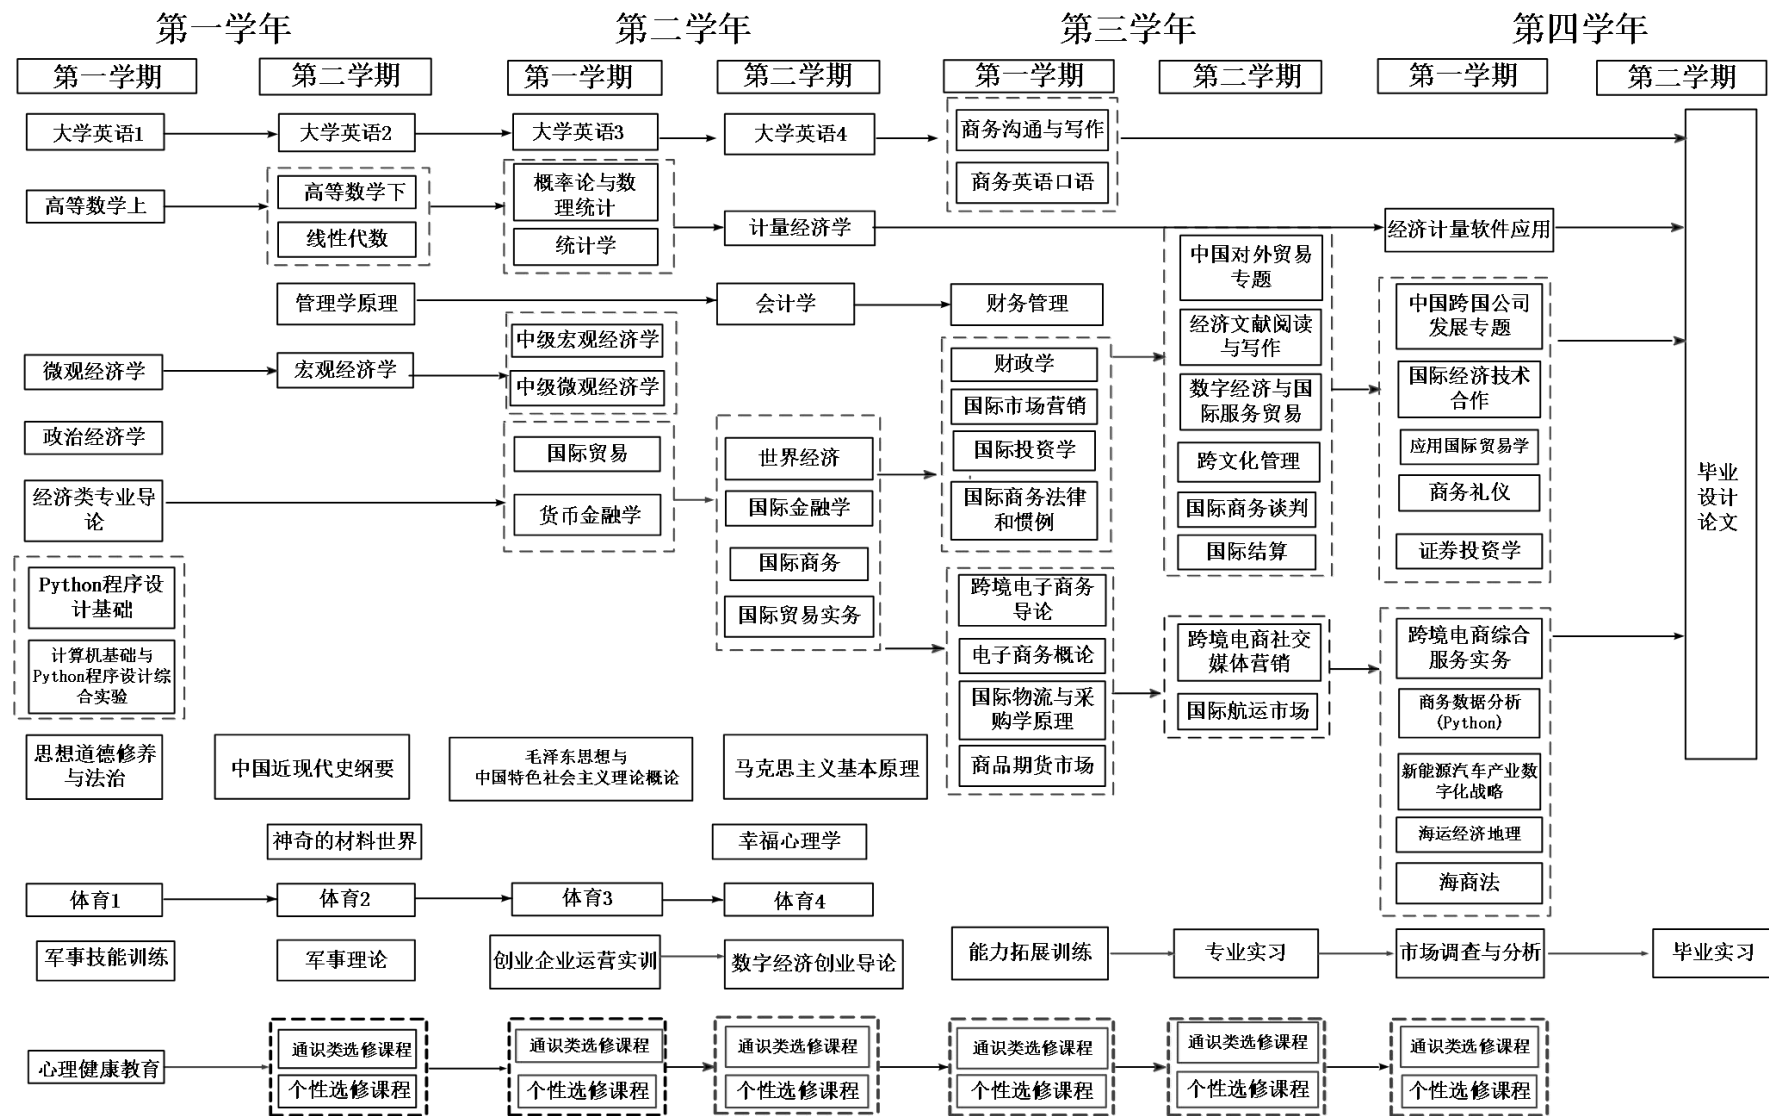 第一学年
第二学年
第三学年
第四学年
第一学期
第二学期
第一学期
第二学期
第一学期
第二学期
第一学期
第二学期
大学英语1
大学英语2
大学英语3
大学英语4
商务沟通与写作
商务英语口语
高等数学上
高等数学下
线性代数
概率论与数
理统计
统计学
计量经济学
经济计量软件应用
管理学原理
会计学
财务管理
微观经济学
宏观经济学
中级宏观经济学
中级微观经济学
政治经济学
经济类专业导
论
国际贸易
货币金融学
世界经济
国际金融学
国际商务
国际贸易实务
财政学
国际市场营销
国际投资学
国际商务法律
和惯例
中国对外贸易
专题
经济文献阅读
与写作
数字经济与国
际服务贸易
跨文化管理
国际商务谈判
国际结算
中国跨国公司
发展专题
国际经济技术
合作
应用国际贸易学
商务礼仪
证券投资学
毕业
设计
论文
Python程序设
计基础
计算机基础与
Python程序设计综
合实验
跨境电子商务
导论
电子商务概论
国际物流与采
购学原理
商品期货市场
跨境电商社交
媒体营销
国际航运市场
跨境电商综合
服务实务
商务数据分析
(Python)
新能源汽车产业数
字化战略
海运经济地理
海商法
思想道德修养
与法治
中国近现代史纲要
毛泽东思想与
中国特色社会主义理论概论
马克思主义基本原理
神奇的材料世界
幸福心理学
体育1
体育2
体育3
体育4
军事技能训练
军事理论
创业企业运营实训
数字经济创业导论
能力拓展训练
专业实习
市场调查与分析
毕业实习
心理健康教育
通识类选修课程
个性选修课程
通识类选修课程
个性选修课程
通识类选修课程
个性选修课程
通识类选修课程
个性选修课程
通识类选修课程
个性选修课程
通识类选修课程
个性选修课程